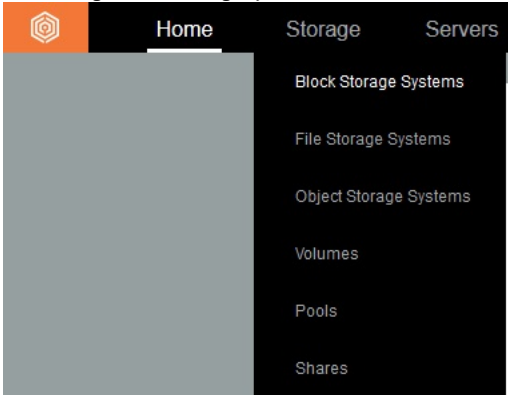 Home Storage Servers
Block Storage Systems
File Storage Systems
Object Storage Systems
Volumes
Pools
Shares